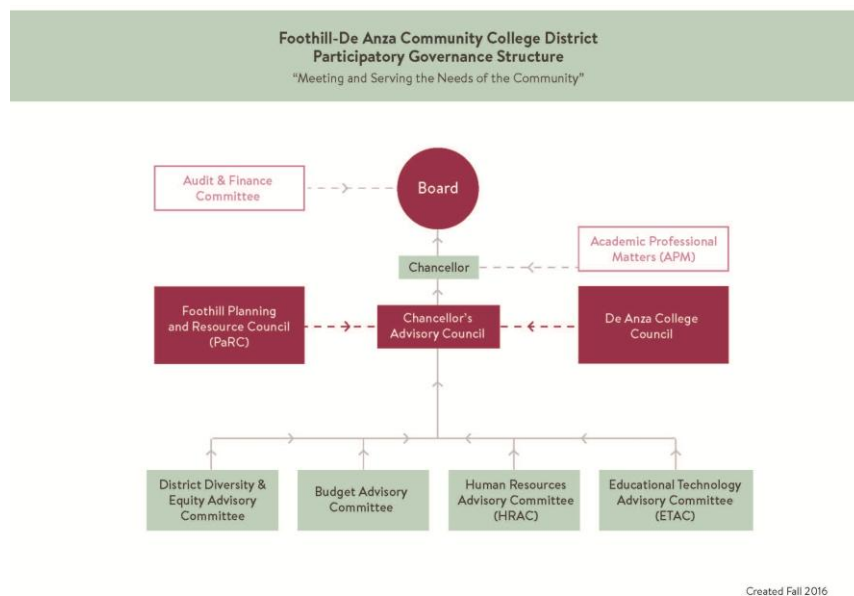 Foothill-De Anza Community College District
Participatory Governance Structure
“Meeting and Serving the Needs of the Community”
Audit & Finance
Committee
Board
Academic Professional
Matters (APM)
Chancellor
Foothill Planning
and Resource Council
(PaRC)
Chancellor's
Advisory Council
De Anza College
Council
District Diversity &
Equity Advisory
Committee
Budget Advisory
Committee
Human Resources
Advisory Committee
(HRAC)
Educational Technology
Advisory Committee
(ETAC)
Created Fall 2016